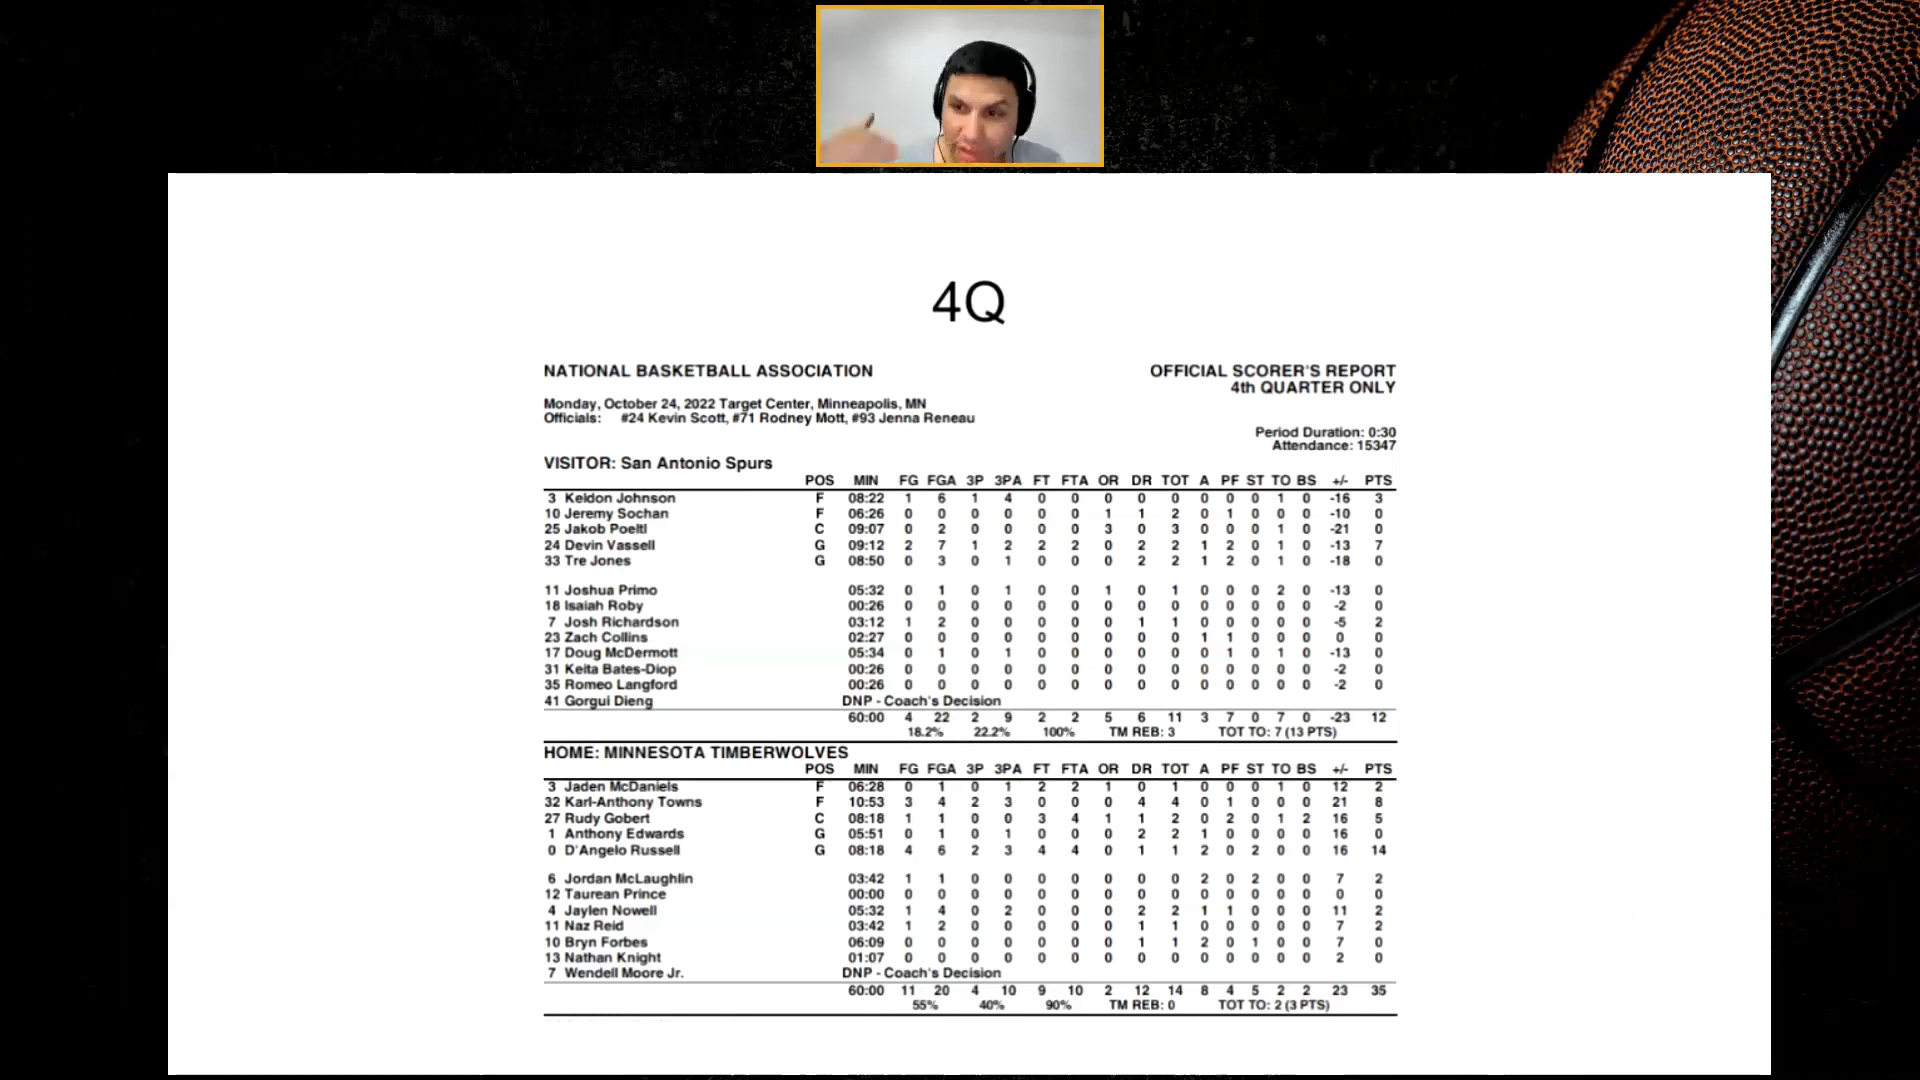 4Q
NATIONAL BASKETBALL ASSOCIATION
OFFICIAL SCORER'S REPORT
4th QUARTER ONLY
Monday, October 24, 2022 Target Center, Minneapolis, MN
Officials: #24 Kevin Scott, #71 Rodney Mott, #93 Jenna Reneau
Period Duration: 0:30
Attendance: 15347
VISITOR: San Antonio Spurs
POS MIN FG FGA 3P 3PA FT FTA OR DR TOT A PF ST TO BS +/- PTS
3 Keldon Johnson F 08:22 1 6 1 4 0 0 0 0 0 0 0 0 1 0 -16 3
10 Jeremy Sochan F 06:26 0 0 0 0 0 0 1 1 2 0 1 0 0 0 -10 0
25 Jakob Poeltl C 09:07 0 2 0 0 0 0 3 0 3 0 0 0 1 0 -21 0
24 Devin Vassell G 09:12 2 7 1 2 2 2 0 2 2 1 2 0 1 0 -13 7
33 Tre Jones G 08:50 0 3 0 1 0 0 0 2 2 1 2 0 1 0 -18 0
11 Joshua Primo 05:32 0 1 0 1 0 0 1 0 1 0 0 0 2 0 -13 0
18 Isaiah Roby 00:26 0 0 0 0 0 0 0 0 0 0 0 0 0 0 -2 0
7 Josh Richardson 03:12 1 2 0 0 0 0 0 1 1 0 0 0 0 0 -5 2
23 Zach Collins 02:27 0 0 0 0 0 0 0 0 0 1 1 0 0 0 0 0
17 Doug McDermott 05:34 0 1 0 1 0 0 0 0 0 0 1 0 1 0 -13 0
31 Keita Bates-Diop 00:26 0 0 0 0 0 0 0 0 0 0 0 0 0 0 -2 0
35 Romeo Langford 00:26 0 0 0 0 0 0 0 0 0 0 0 0 0 0 -2 0
41 Gorgui Dieng DNP - Coach's Decision
60:00 4 22 2 9 2 2 5 6 11 3 7 0 7 0 -23 12
18.2% 22.2% 100% TM REB: 3 TOT TO: 7 (13 PTS)
HOME: MINNESOTA TIMBERWOLVES
POS MIN FG FGA 3P 3PA FT FTA OR DR TOT A PF ST TO BS +/- PTS
3 Jaden McDaniels F 06:28 0 1 0 1 2 2 1 0 1 0 0 0 1 0 12 2
32 Karl-Anthony Towns F 10:53 3 4 2 3 0 0 0 4 4 0 1 0 0 0 21 8
27 Rudy Gobert C 08:18 1 1 0 0 3 4 1 1 2 0 2 0 1 2 16 5
1 Anthony Edwards G 05:51 0 1 0 1 0 0 0 2 2 1 0 0 0 0 16 0
0 D'Angelo Russell G 08:18 4 6 2 3 4 4 0 1 1 2 0 2 0 0 16 14
6 Jordan McLaughlin 03:42 1 1 0 0 0 0 0 0 0 2 0 2 0 0 7 2
12 Taurean Prince 00:00 0 0 0 0 0 0 0 0 0 0 0 0 0 0 0 0
4 Jaylen Nowell 05:32 1 4 0 2 0 0 0 2 2 1 1 0 0 0 11 2
11 Naz Reid 03:42 1 2 0 0 0 0 0 1 1 0 0 0 0 0 7 2
10 Bryn Forbes 06:09 0 0 0 0 0 0 0 1 1 2 0 1 0 0 7 0
13 Nathan Knight 01:07 0 0 0 0 0 0 0 0 0 0 0 0 0 0 2 0
7 Wendell Moore Jr. DNP - Coach's Decision
60:00 11 20 4 10 9 10 2 12 14 8 4 5 2 2 23 35
55% 40% 90% TM REB: 0 TOT TO: 2 (3 PTS)